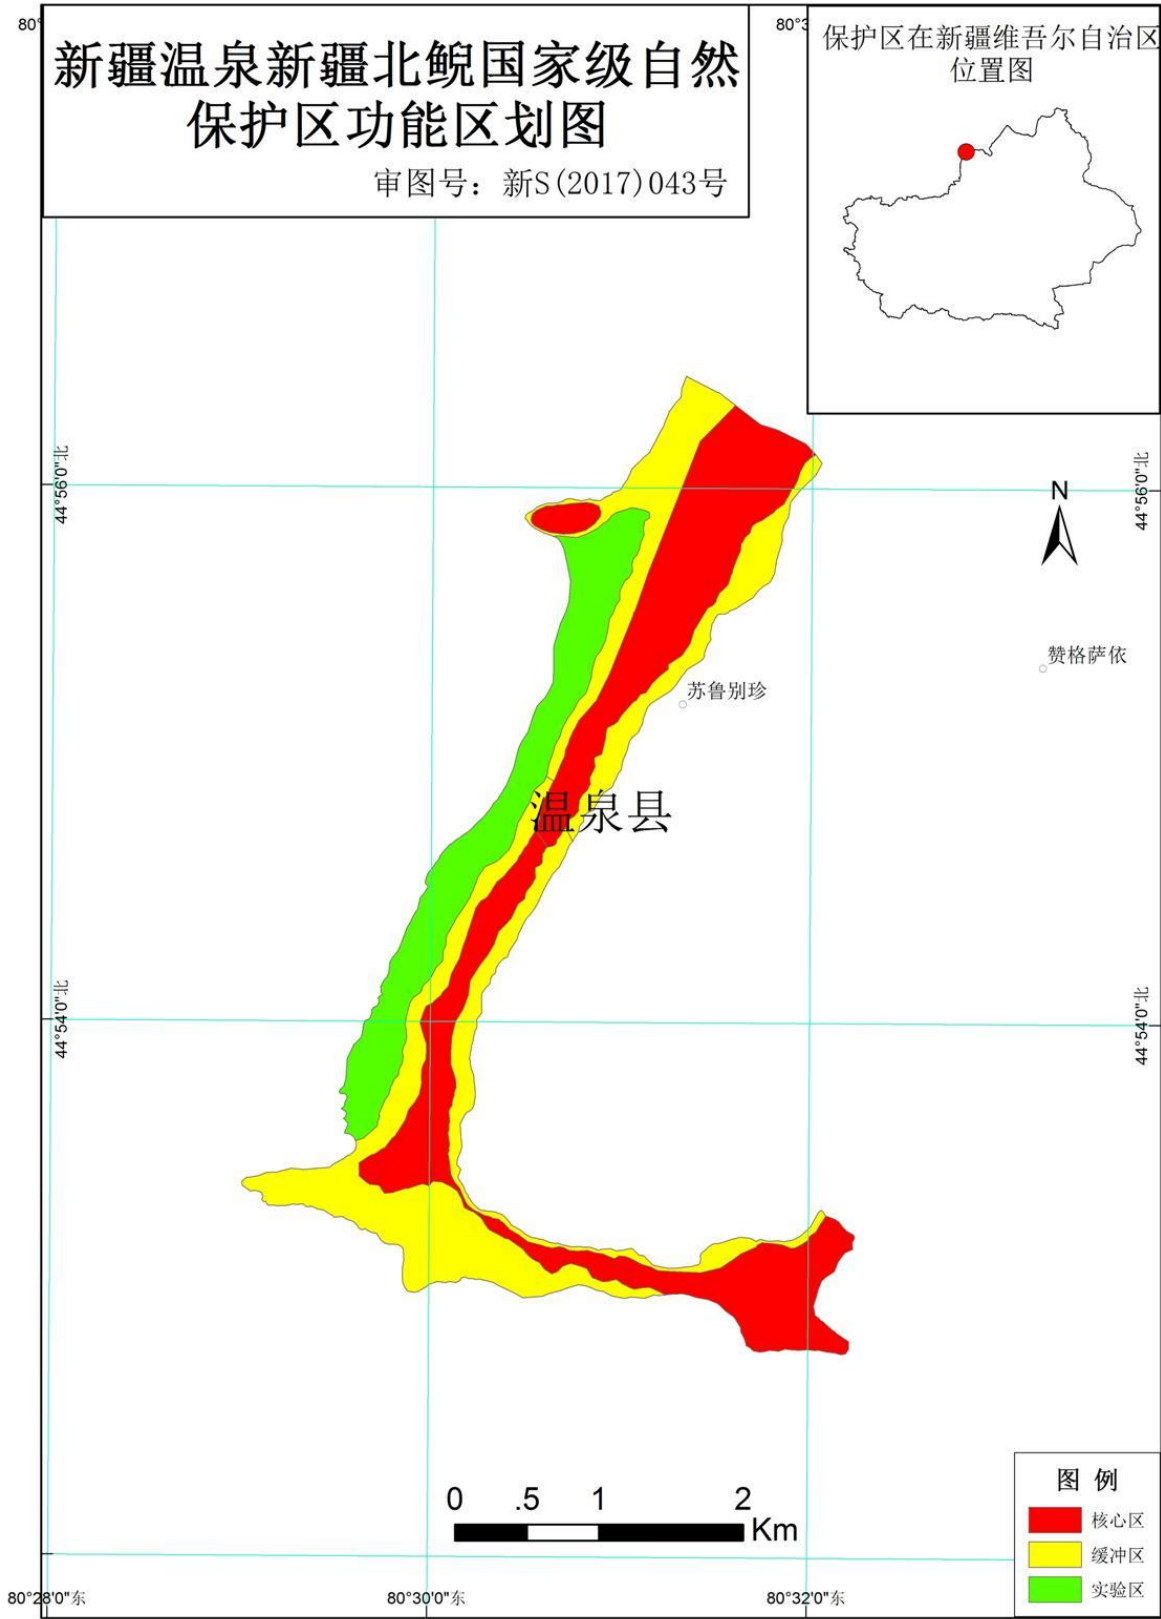 80°
80°3
新疆温泉新疆北鲵国家级自然
保护区功能区划图
审图号：新S(2017)043号
保护区在新疆维吾尔自治区
位置图
44°56'0"北
44°56'0"北
N
赞格萨依
苏鲁别珍
温泉县
44°54'0"北
44°54'0"北
0 .5 1 2
Km
图 例
核心区
缓冲区
实验区
80°28'0"东
80°30'0"东
80°32'0"东